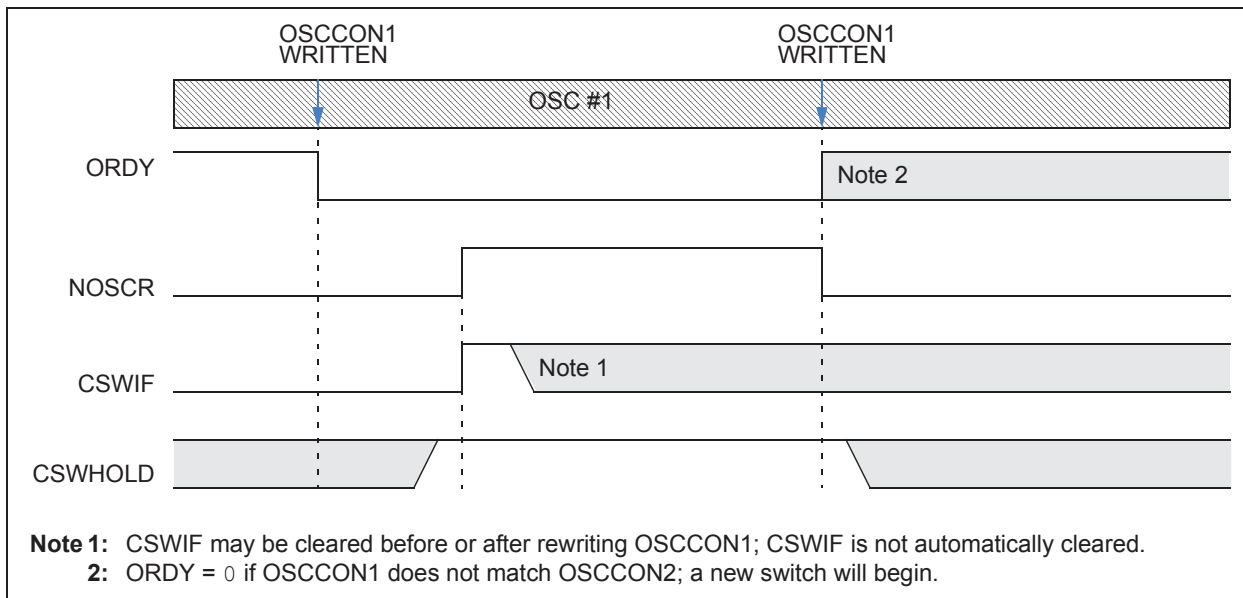 OSCCON1 WRITTEN
OSCCON1 WRITTEN
OSC #1
ORDY
Note 2
NOSCR
CSWIF
Note 1
CSWHOLD
Note 1: CSWIF may be cleared before or after rewriting OSCCON1; CSWIF is not automatically cleared.
2: ORDY = 0 if OSCCON1 does not match OSCCON2; a new switch will begin.